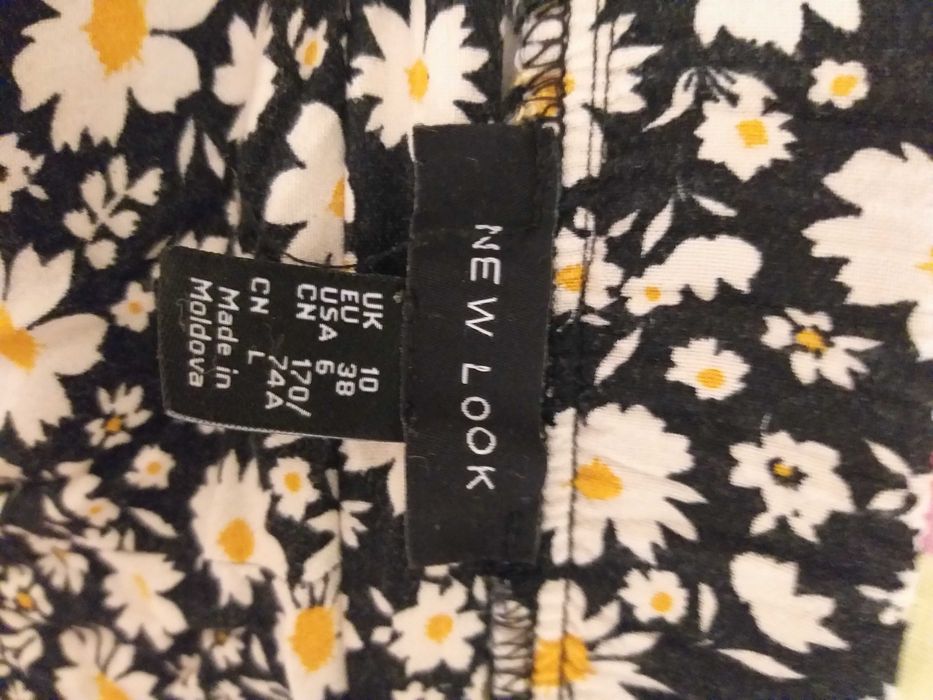 NEW LOOK
UK 10
EU 38
USA 6
CN 170/
74A
CN L
Made in
Moldova